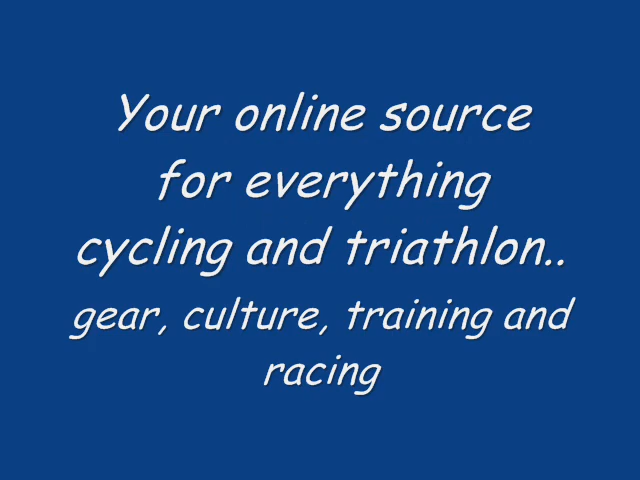 Your online source
for everything
cycling and triathlon..
gear, culture, training and
racing